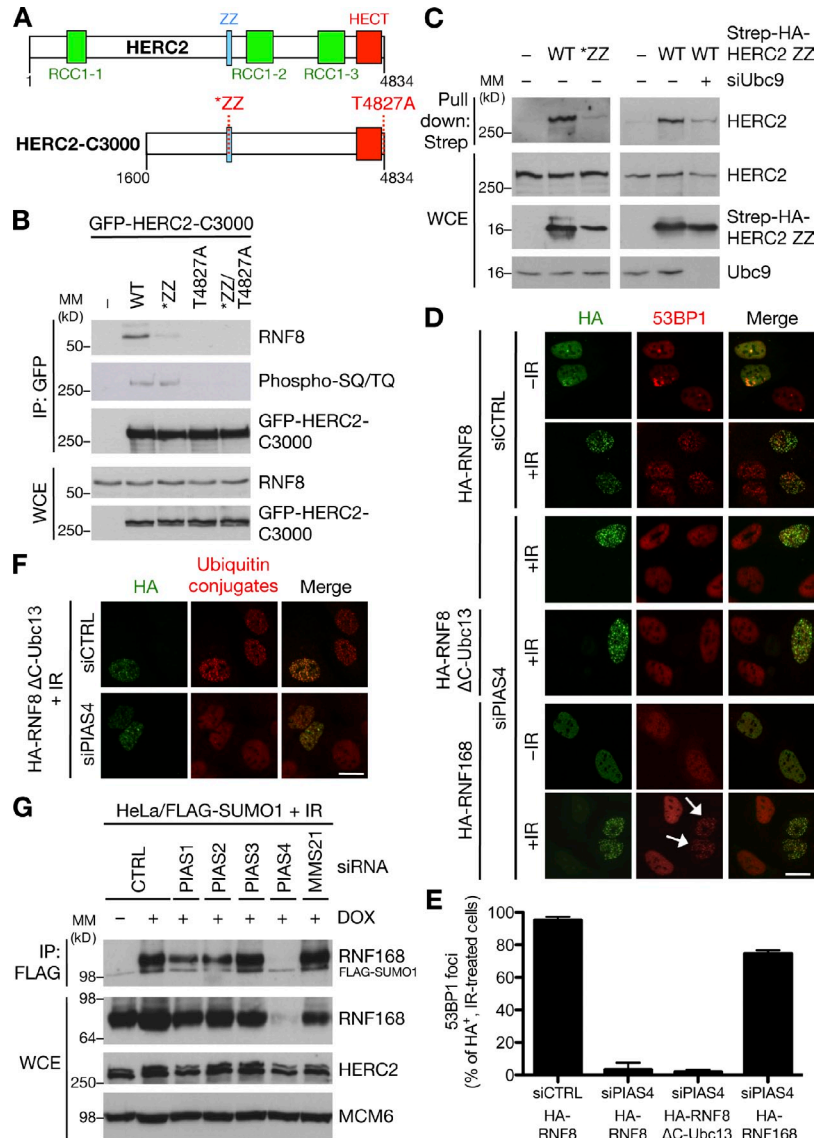 A
ZZ
HECT
HERC2
RCC1-1
RCC1-2
RCC1-3
1
4834
*ZZ
T4827A
HERC2-C3000
1600
4834
B
GFP-HERC2-C3000
MM
(kD)
–
WT
*ZZ
T4827A
*ZZ/
T4827A
IP: GFP
50
RNF8
250
Phospho-SQ/TQ
250
GFP-HERC2-
C3000
WCE
50
RNF8
250
GFP-HERC2-
C3000
C
– WT *ZZ – WT WT
Strep-HA-
HERC2 ZZ
– – – – – +
siUbc9
MM
(kD)
Pull
down:
Strep
250
HERC2
WCE
250
HERC2
16
Strep-HA-
HERC2 ZZ
16
Ubc9
D
HA 53BP1 Merge
HA-RNF8
siCTRL
–IR
+IR
siPIAS4
+IR
HA-RNF8
ΔC-Ubc13
+IR
HA-RNF168
–IR
+IR
E
53BP1 foci
(% of HA+, IR-treated cells)
100
80
60
40
20
0
siCTRL siPIAS4 siPIAS4 siPIAS4
HA- HA- HA-RNF8 HA-
RNF8 RNF8 ΔC-Ubc13 RNF168
F
HA
Ubiquitin
conjugates
Merge
HA-RNF8 ΔC-Ubc13
+ IR
siCTRL
siPIAS4
G
HeLa/FLAG-SUMO1 + IR
CTRL PIAS1 PIAS2 PIAS3 PIAS4 MMS21
siRNA
– + + + + + +
DOX
MM
(kD)
IP:
FLAG
98
RNF168
FLAG-SUMO1
WCE
98
64
RNF168
250
HERC2
98
MCM6